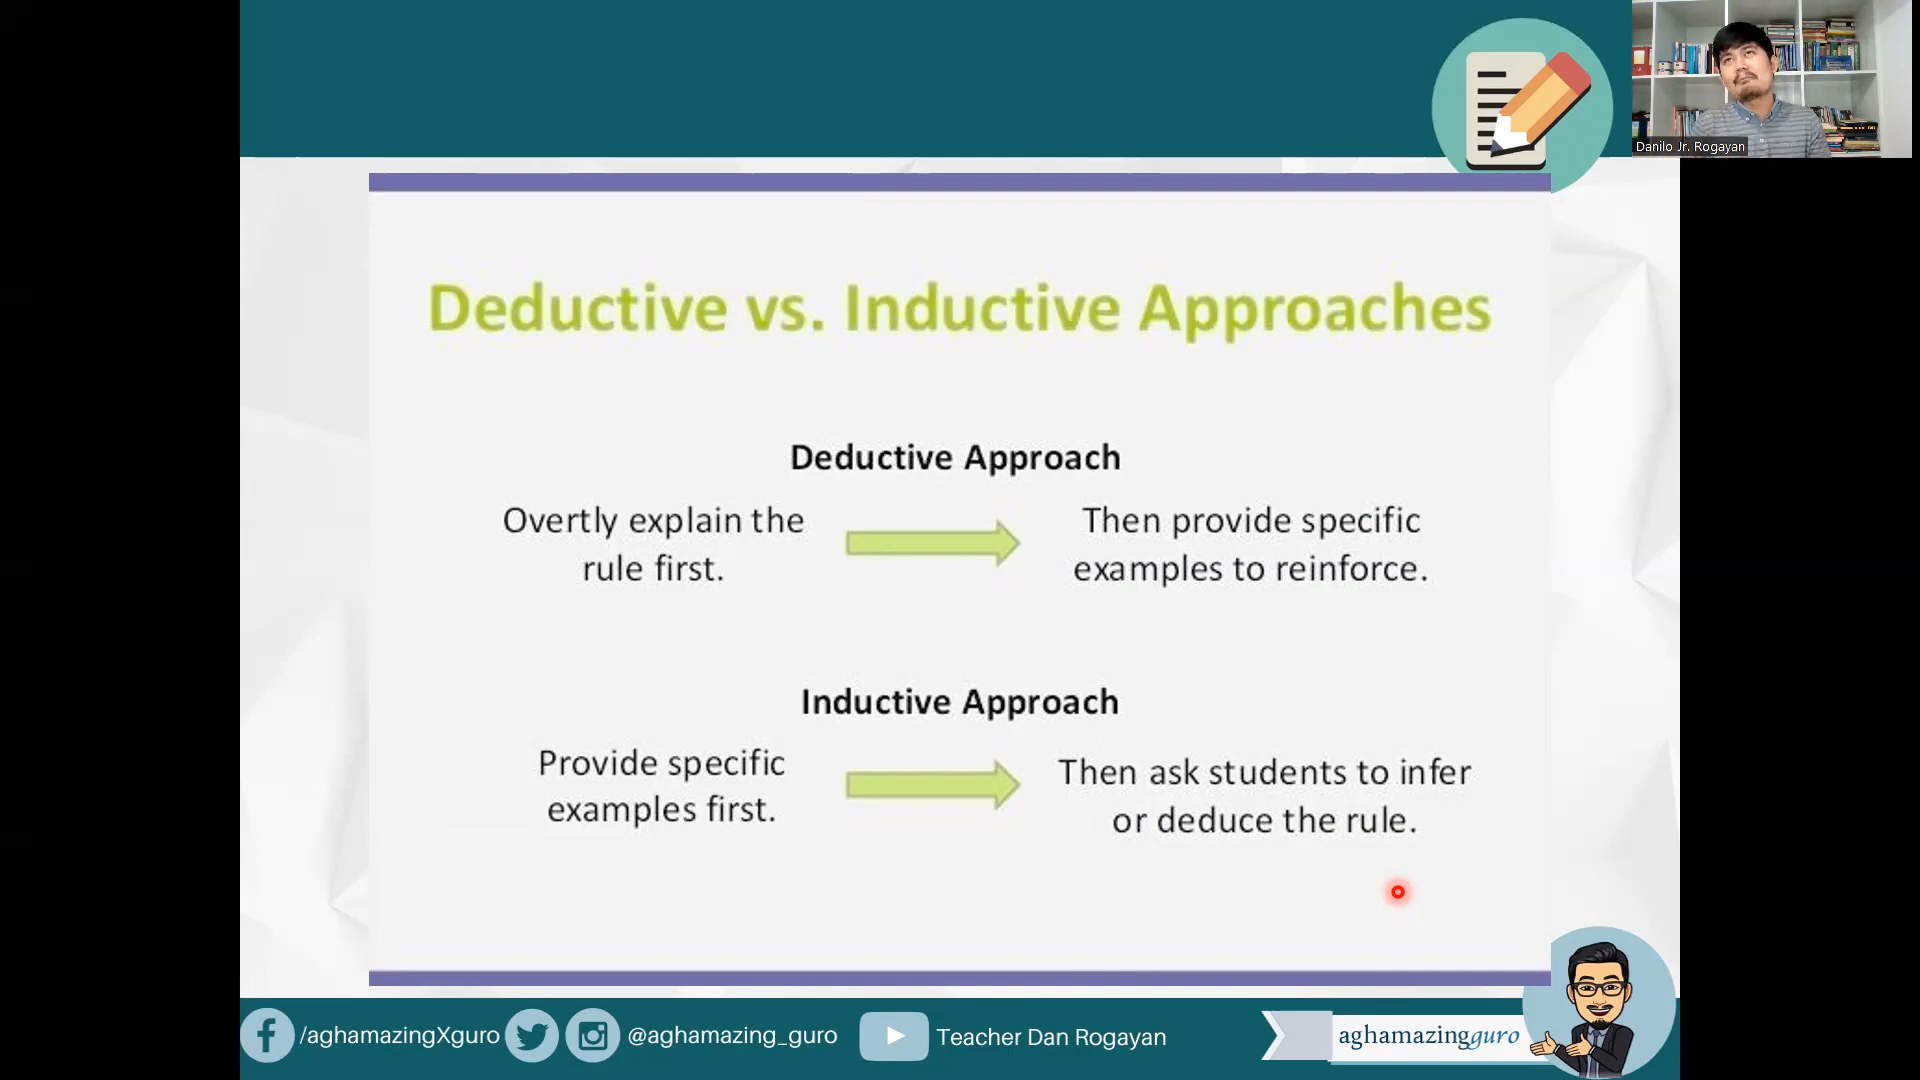 Danilo Jr. Rogayan
Deductive vs. Inductive Approaches
Deductive Approach
Overtly explain the
rule first.
Then provide specific
examples to reinforce.
Inductive Approach
Provide specific
examples first.
Then ask students to infer
or deduce the rule.
/aghamazingXguro
@aghamazing_guro
Teacher Dan Rogayan
aghamazingguro